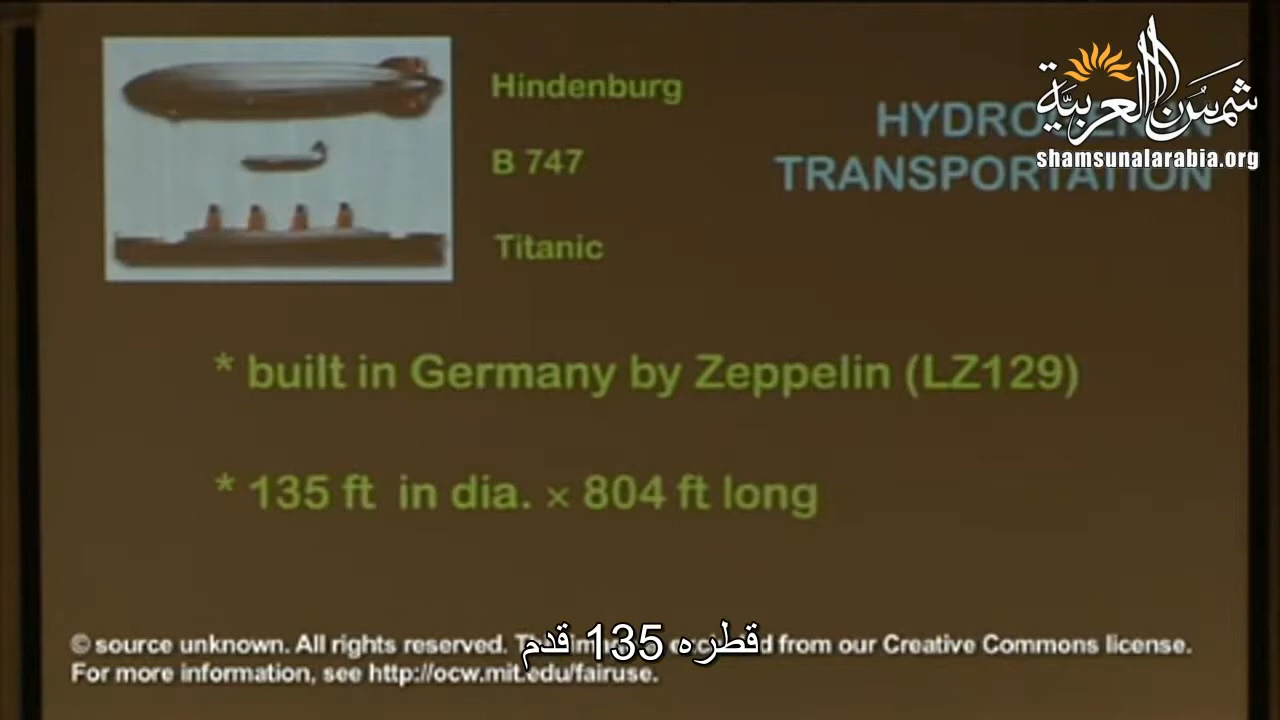 Hindenburg
B 747
Titanic
HYDROGEN IN
TRANSPORTATION
شمس العربية
shamsunalarabia.org
* built in Germany by Zeppelin (LZ129)
* 135 ft in dia. × 804 ft long
© source unknown. All rights reserved. from our Creative Commons license.
For more information, see http://ocw.mit.edu/fairuse.
قطره 135 قدم